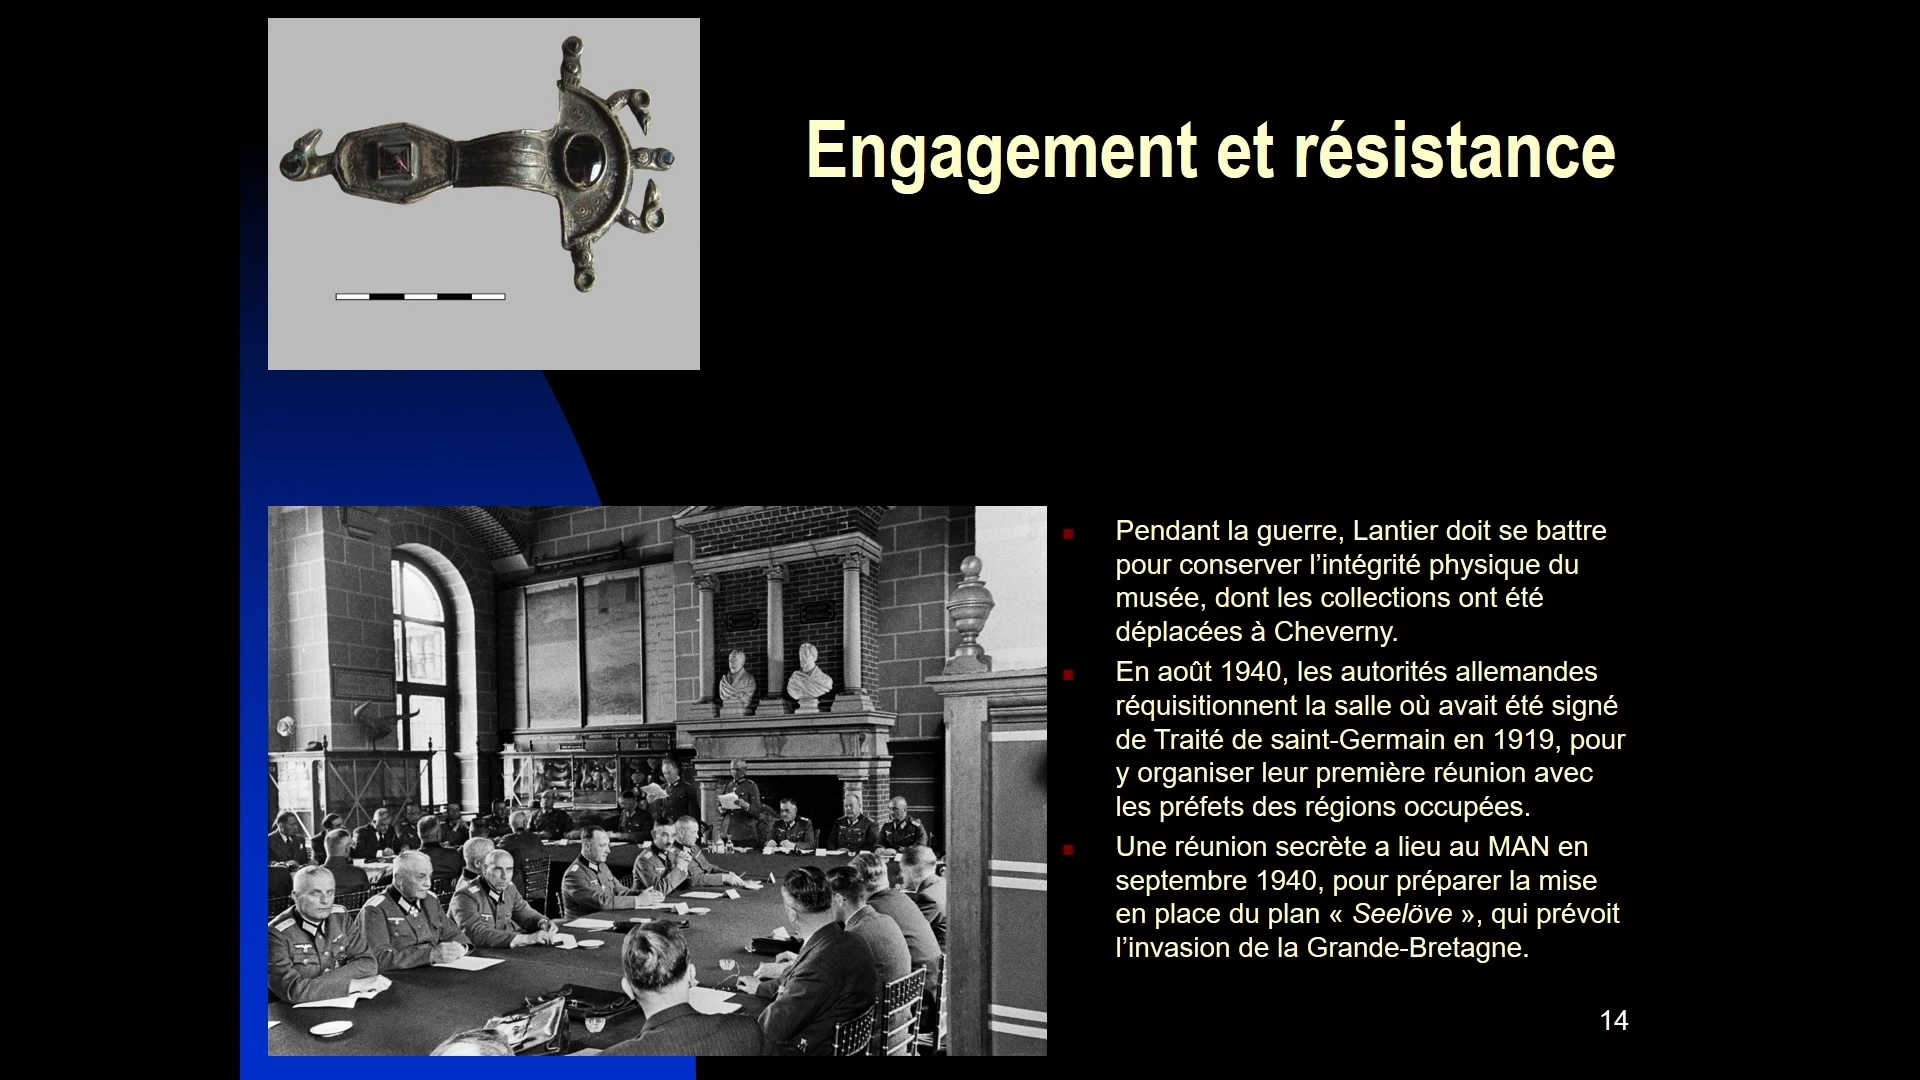 Engagement et résistance
Pendant la guerre, Lantier doit se battre
pour conserver l’intégrité physique du
musée, dont les collections ont été
déplacées à Cheverny.
En août 1940, les autorités allemandes
réquisitionnent la salle où avait été signé
de Traité de saint-Germain en 1919, pour
y organiser leur première réunion avec
les préfets des régions occupées.
Une réunion secrète a lieu au MAN en
septembre 1940, pour préparer la mise
en place du plan « Seelöve », qui prévoit
l’invasion de la Grande-Bretagne.
14